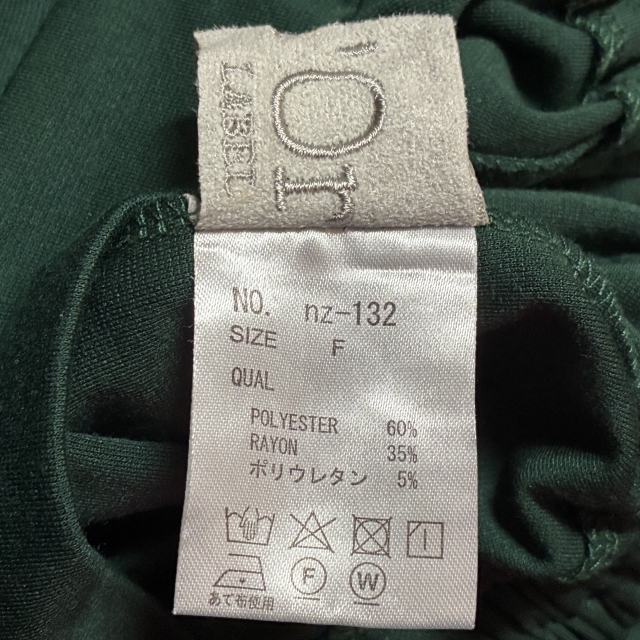 'Or
LABEL
NO. nz-132
SIZE F
QUAL
POLYESTER 60%
RAYON 35%
ポリウレタン 5%
F W
あて布使用